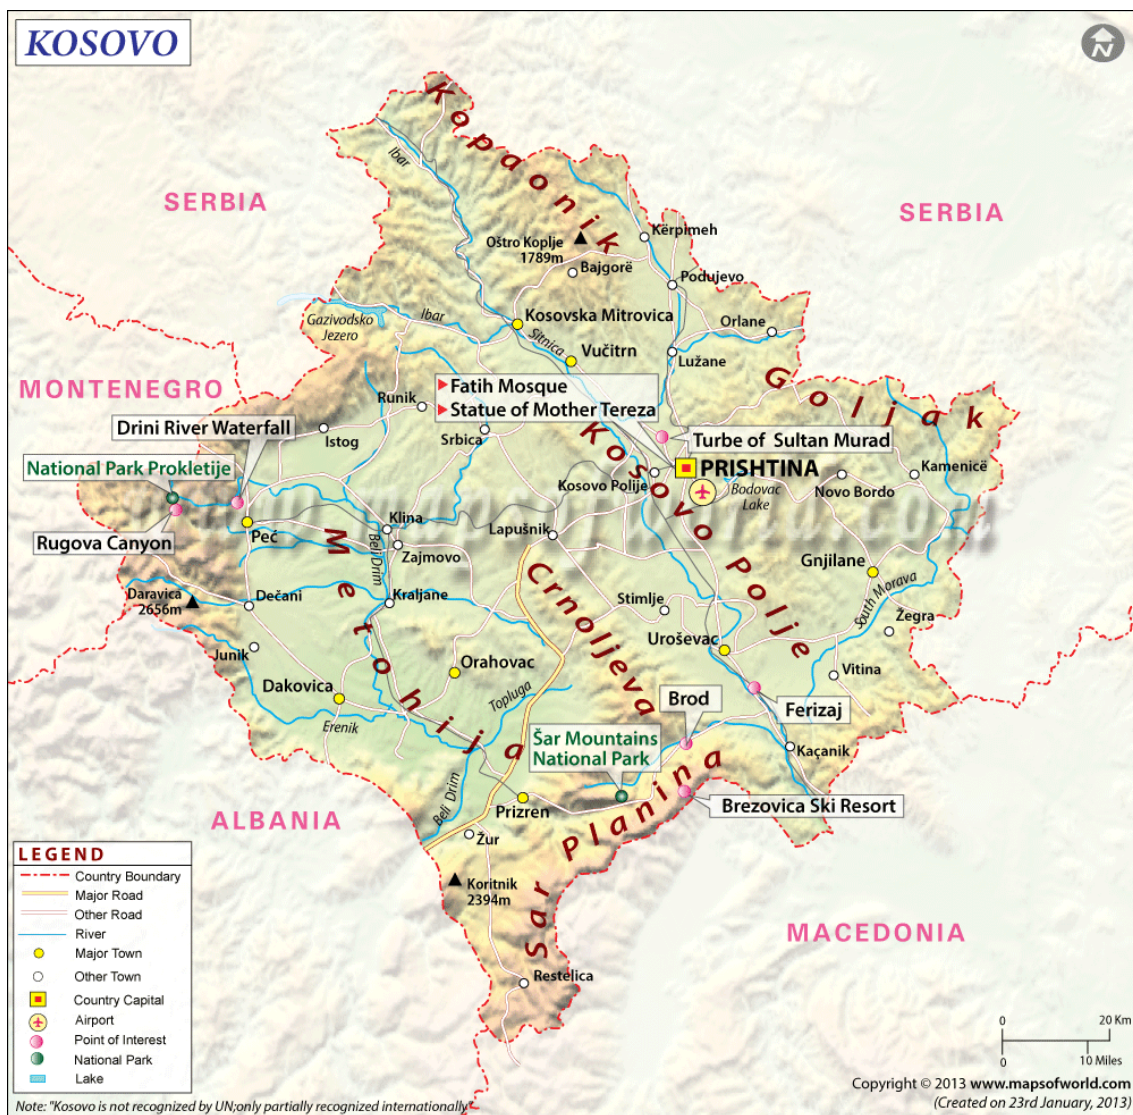 KOSOVO
N
Kopaonik
Ibar
SERBIA
SERBIA
Kërpimeh
Oštro Koplje
1789m
Bajgorë
Podujevo
Gazivodsko
Jezero
Ibar
Kosovska Mitrovica
Orlane
Sitnica
Vučitrn
Lužane
MONTENEGRO
Fatih Mosque
Statue of Mother Tereza
Goljak
Runik
Drini River Waterfall
Istog
Srbica
Turbe of Sultan Murad
National Park Prokletije
PRISHTINA
Kamenicë
Kosovo Polije
Bodovac
Lake
Novo Bordo
Kosovo Polje
Rugova Canyon
Peć
Klina
Lapušnik
Zajmovo
Beli Drim
Metohija
Crnoljeva
Gnjilane
Daravica
2656m
Dečani
Kraljane
Stimlje
South Morava
Žegra
Uroševac
Junik
Orahovac
Vitina
Dakovica
Topluga
Brod
Ferizaj
Erenik
Šar Mountains
National Park
Kaçanik
Beli Drim
Prizren
Brezovica Ski Resort
ALBANIA
Žur
Sar Planina
Koritnik
2394m
MACEDONIA
Restelica
LEGEND
Country Boundary
Major Road
Other Road
River
Major Town
Other Town
Country Capital
Airport
Point of Interest
National Park
Lake
0 20 Km
0 10 Miles
Copyright © 2013 www.mapsofworld.com
(Created on 23rd January, 2013)
Note: "Kosovo is not recognized by UN;only partially recognized internationally"